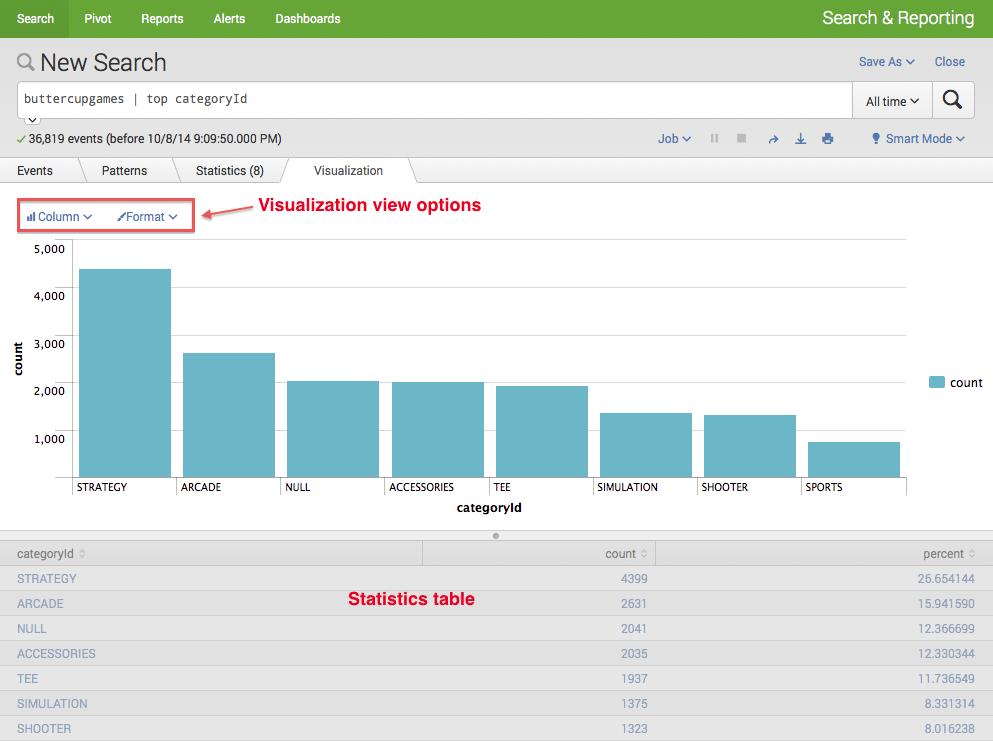 Search Pivot Reports Alerts Dashboards Search & Reporting
New Search Save As Close
buttercupgames | top categoryId All time
36,819 events (before 10/8/14 9:09:50.000 PM) Job Smart Mode
Events Patterns Statistics (8) Visualization
Column Format Visualization view options
5,000
4,000
3,000
2,000
1,000
count
count
STRATEGY ARCADE NULL ACCESSORIES TEE SIMULATION SHOOTER SPORTS
categoryId
categoryId count percent
STRATEGY 4399 26.654144
ARCADE 2631 15.941590
Statistics table
NULL 2041 12.366699
ACCESSORIES 2035 12.330344
TEE 1937 11.736549
SIMULATION 1375 8.331314
SHOOTER 1323 8.016238